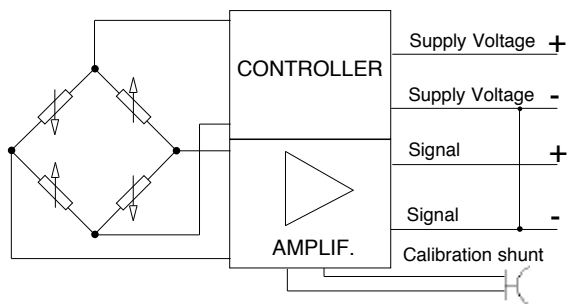 CONTROLLER
AMPLIF.
Supply Voltage +
Supply Voltage -
Signal +
Signal -
Calibration shunt